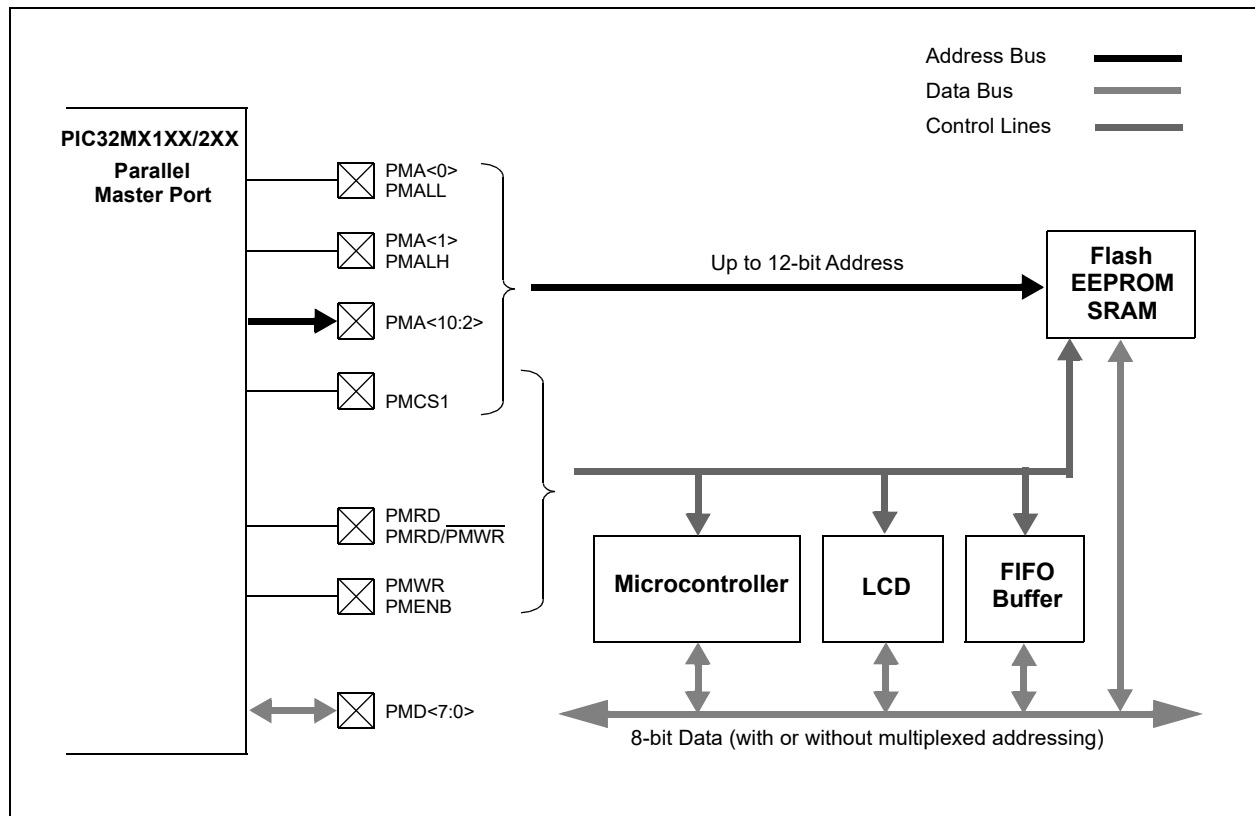 Address Bus
Data Bus
Control Lines
PIC32MX1XX/2XX
Parallel
Master Port
PMA<0>
PMALL
PMA<1>
PMALH
PMA<10:2>
PMCS1
PMRD
PMRD/PMWR
PMWR
PMENB
PMD<7:0>
Up to 12-bit Address
Flash
EEPROM
SRAM
Microcontroller
LCD
FIFO
Buffer
8-bit Data (with or without multiplexed addressing)